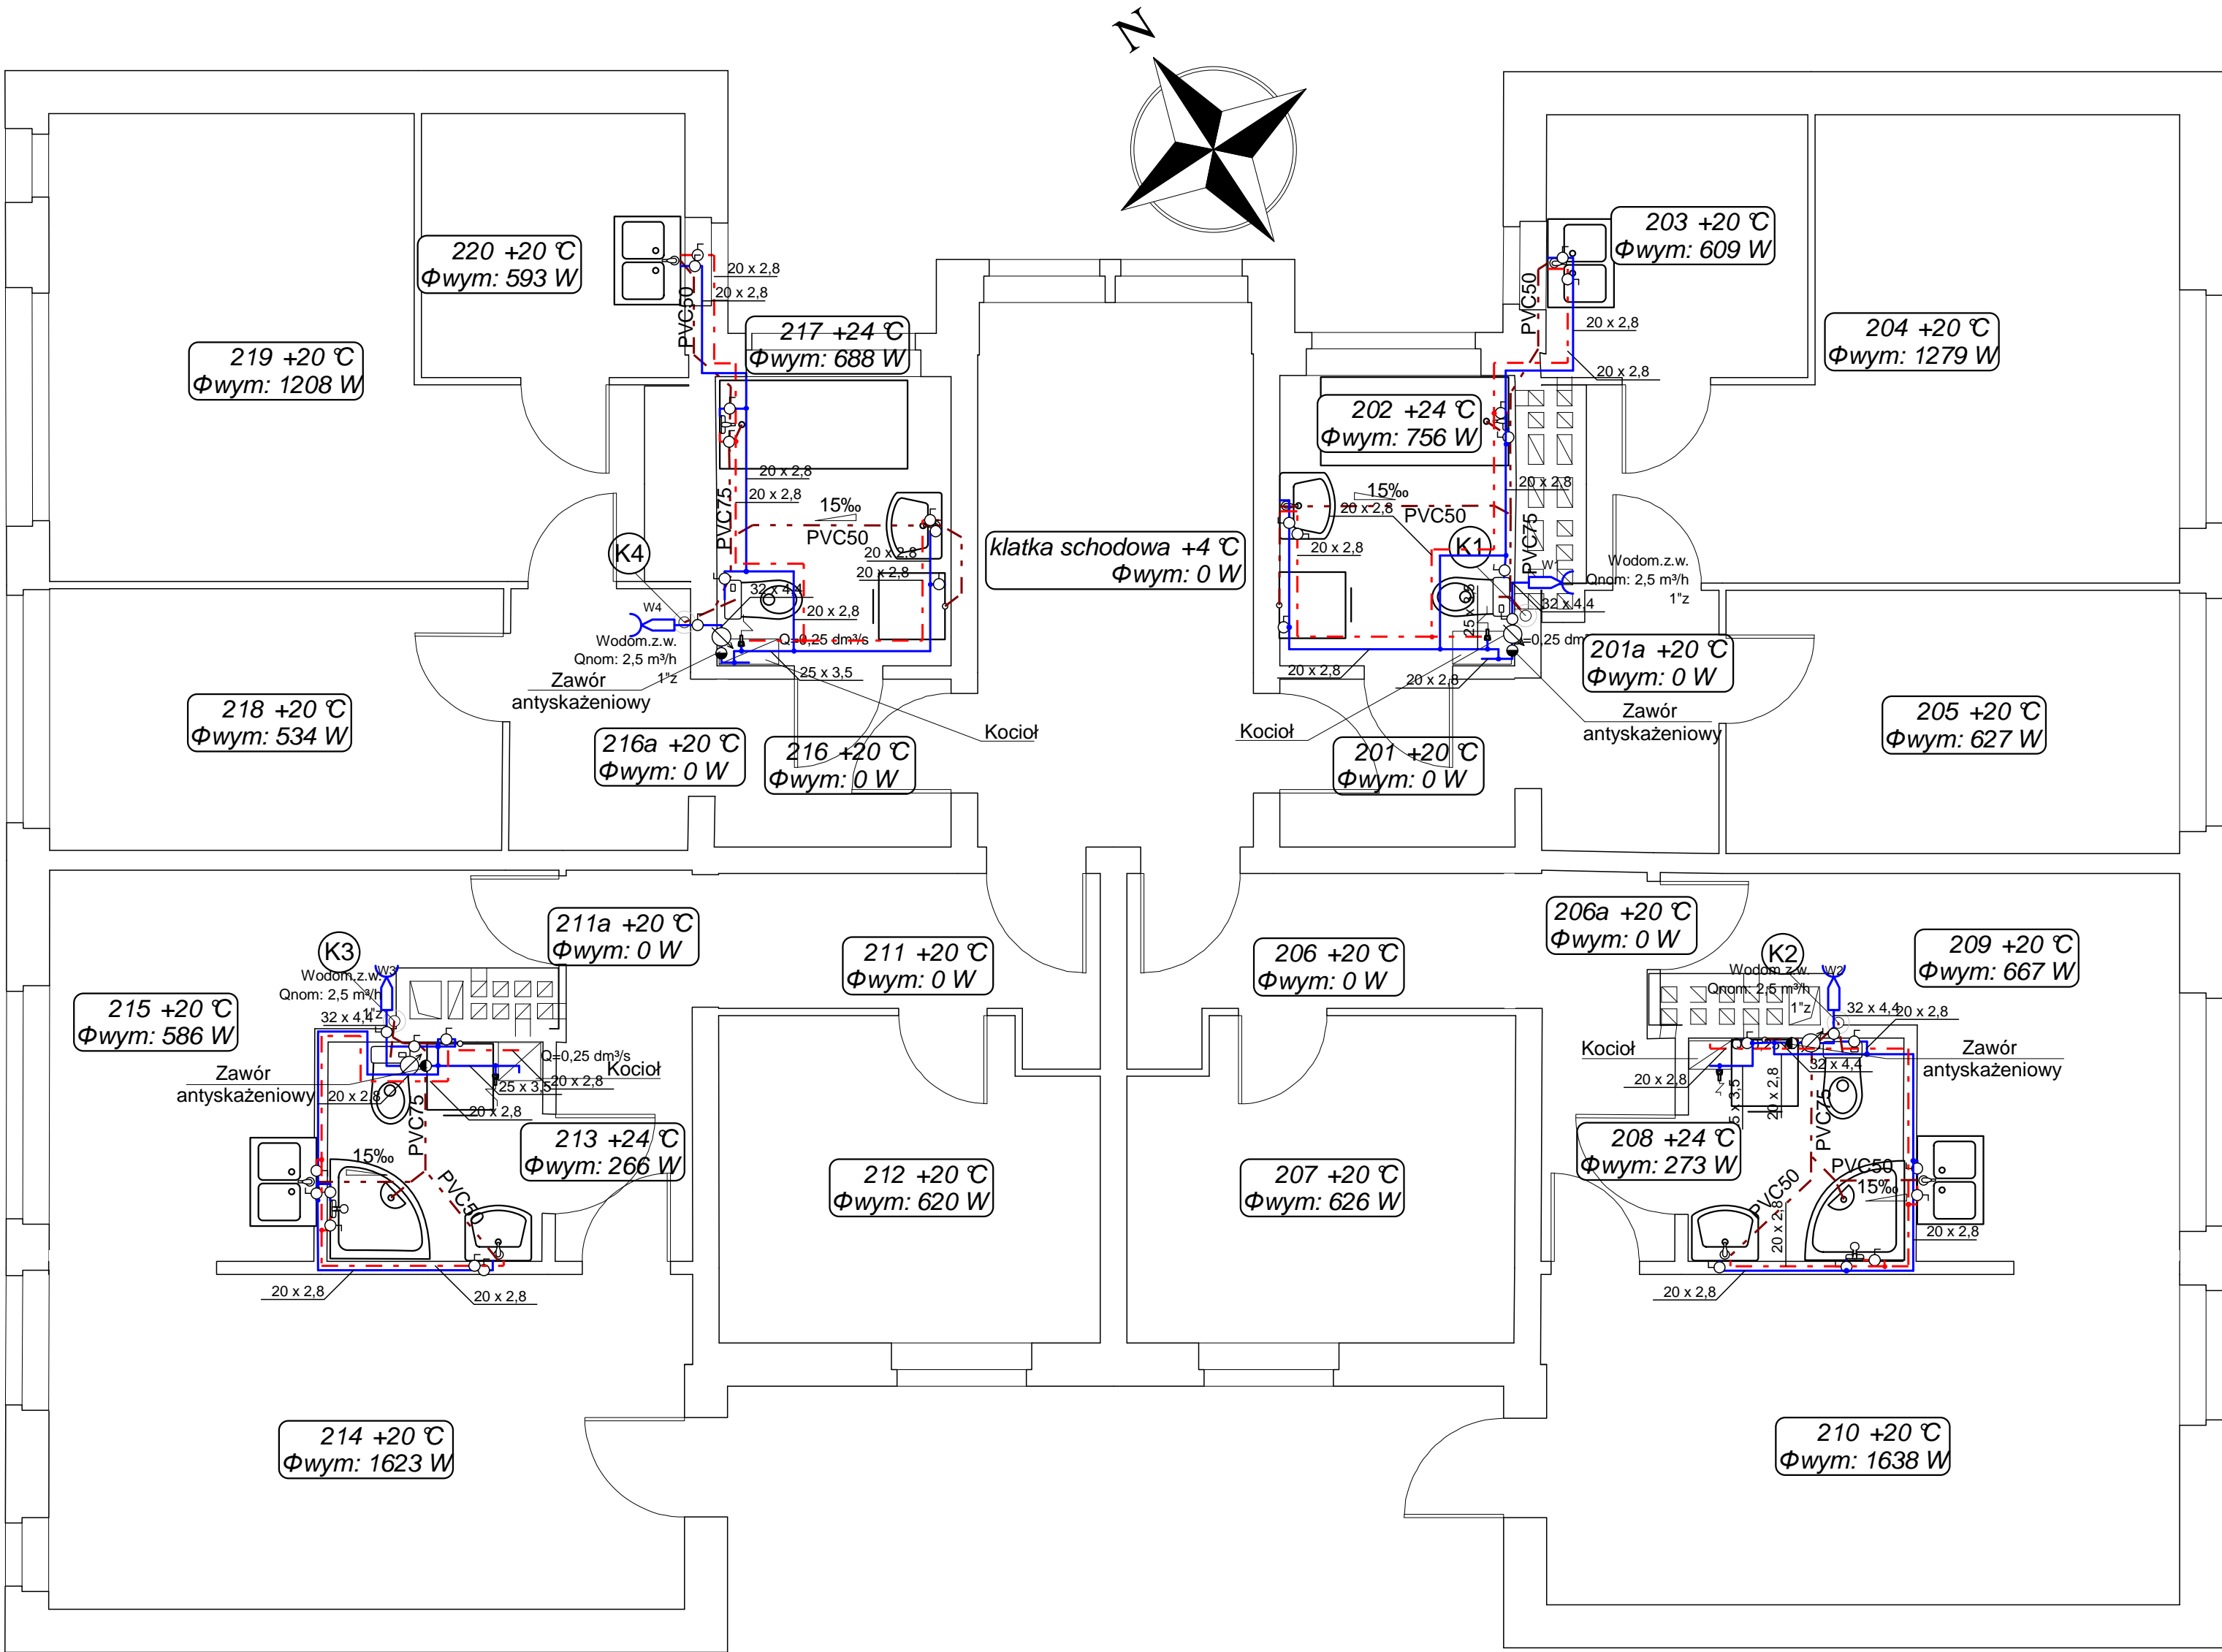 N
220 +20 °C
Φwym: 593 W
20 x 2,8
20 x 2,8
PVC50
203 +20 °C
Φwym: 609 W
PVC50
20 x 2,8
20 x 2,8
219 +20 °C
Φwym: 1208 W
217 +24 °C
Φwym: 688 W
204 +20 °C
Φwym: 1279 W
202 +24 °C
Φwym: 756 W
20 x 2,8
20 x 2,8
PVC75
15‰
PVC50
20 x 2,8
20 x 2,8
K4
W4
32 x 4,4
20 x 2,8
Wodom.z.w.
Qnom: 2,5 m³/h
1"z
Q=0,25 dm³/s
25 x 3,5
Zawór
antyskażeniowy
Kocioł
klatka schodowa +4 °C
Φwym: 0 W
15‰
20 x 2,8
PVC50
20 x 2,8
20 x 2,8
K1
PVC75
W1
Wodom.z.w.
Qnom: 2,5 m³/h
1"z
32 x 4,4
=0,25 dm³
20 x 2,8
20 x 2,8
Kocioł
Zawór
antyskażeniowy
201a +20 °C
Φwym: 0 W
218 +20 °C
Φwym: 534 W
216a +20 °C
Φwym: 0 W
216 +20 °C
Φwym: 0 W
201 +20 °C
Φwym: 0 W
205 +20 °C
Φwym: 627 W
211a +20 °C
Φwym: 0 W
211 +20 °C
Φwym: 0 W
206 +20 °C
Φwym: 0 W
206a +20 °C
Φwym: 0 W
209 +20 °C
Φwym: 667 W
K3
W3
Wodom.z.w.
Qnom: 2,5 m³/h
1"z
32 x 4,4
215 +20 °C
Φwym: 586 W
Zawór
antyskażeniowy
20 x 2,8
Q=0,25 dm³/s
Kocioł
20 x 2,8
25 x 3,5
20 x 2,8
PVC75
15‰
PVC50
213 +24 °C
Φwym: 266 W
20 x 2,8
20 x 2,8
212 +20 °C
Φwym: 620 W
207 +20 °C
Φwym: 626 W
K2
W2
Wodom.z.w.
Qnom: 2,5 m³/h
1"z
32 x 4,4
20 x 2,8
Kocioł
20 x 2,8
32 x 4,4
20 x 2,8
Zawór
antyskażeniowy
PVC75
208 +24 °C
Φwym: 273 W
PVC50
PVC50
15‰
20 x 2,8
20 x 2,8
20 x 2,8
214 +20 °C
Φwym: 1623 W
210 +20 °C
Φwym: 1638 W